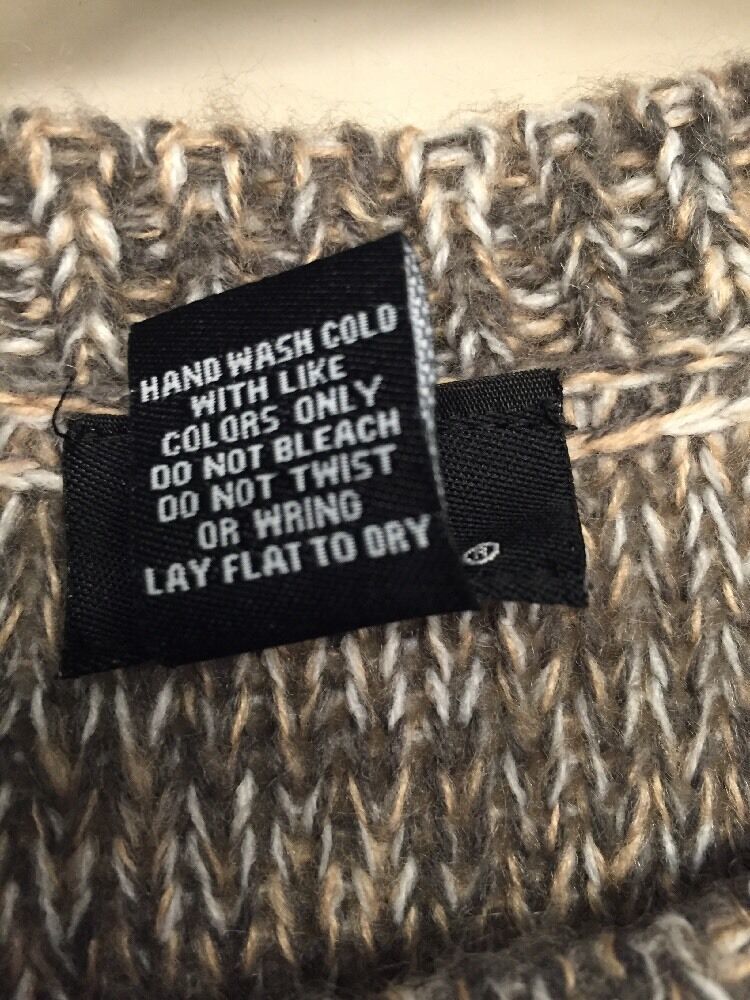 HAND WASH COLD
WITH LIKE
COLORS ONLY
DO NOT BLEACH
DO NOT TWIST
OR WRING
LAY FLAT TO DRY
®